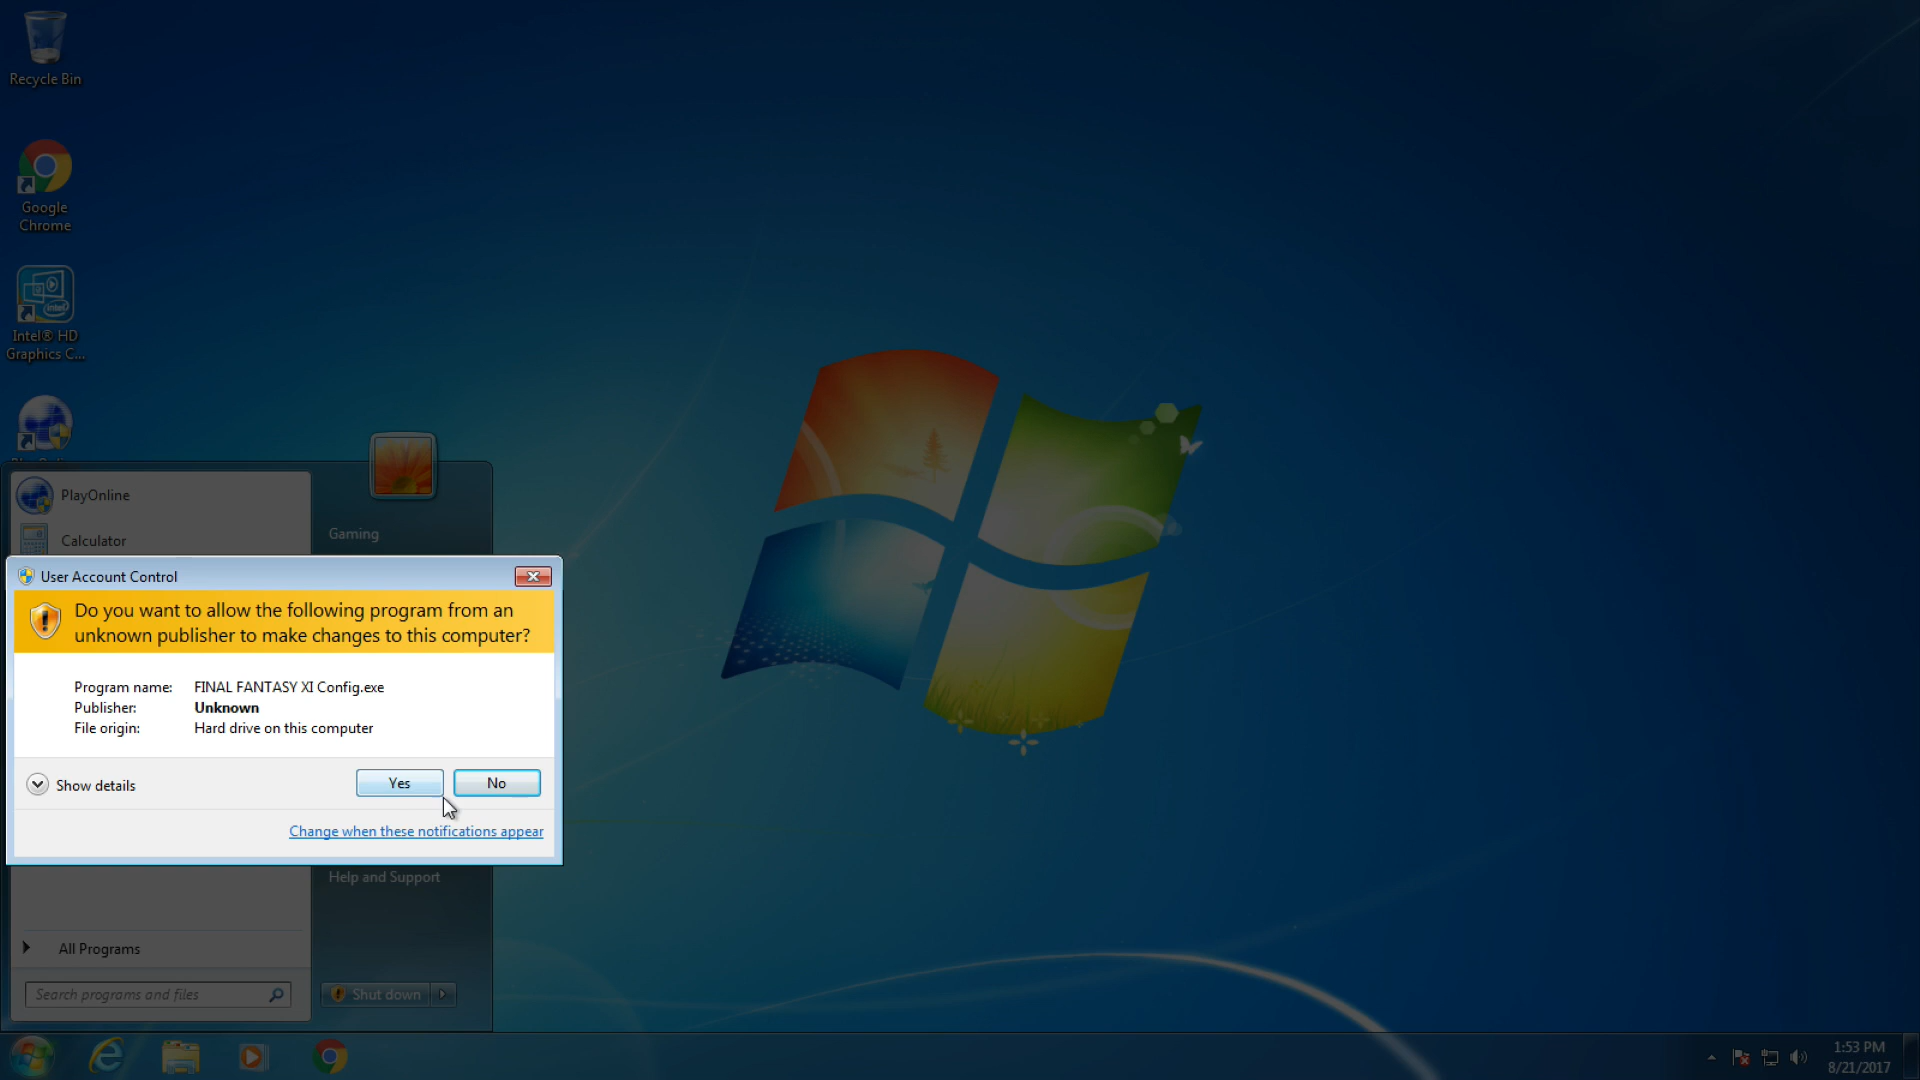 Recycle Bin
Google
Chrome
Intel® HD
Graphics C...
PlayOnline
Calculator
Gaming
User Account Control
Do you want to allow the following program from an
unknown publisher to make changes to this computer?
Program name: FINAL FANTASY XI Config.exe
Publisher: Unknown
File origin: Hard drive on this computer
Show details
Yes
No
Change when these notifications appear
Help and Support
All Programs
Search programs and files
Shut down
1:53 PM
8/21/2017